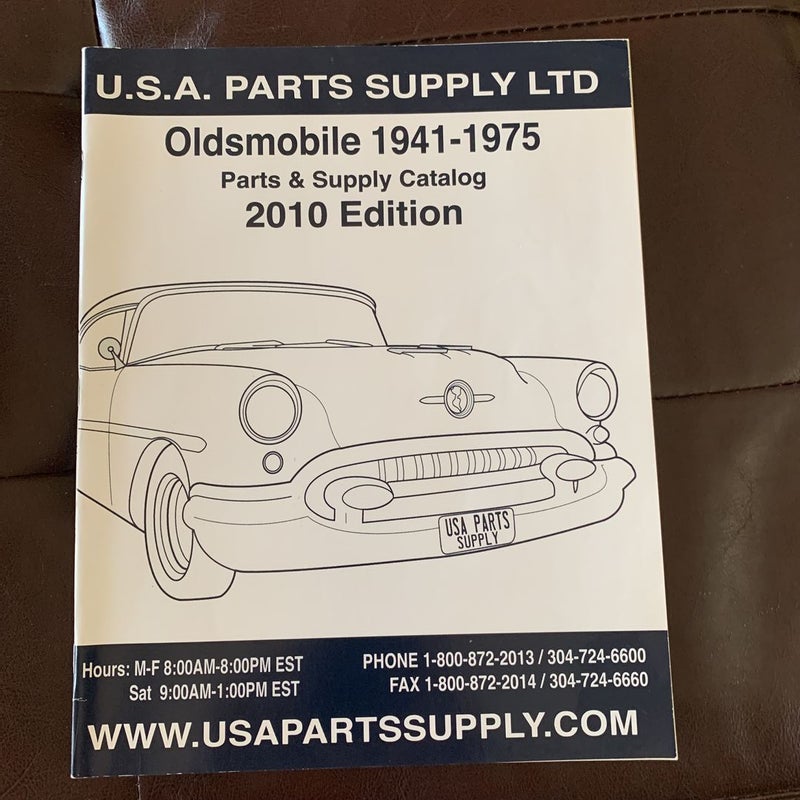 U.S.A. PARTS SUPPLY LTD
Oldsmobile 1941-1975
Parts & Supply Catalog
2010 Edition
USA PARTS
SUPPLY
Hours: M-F 8:00AM-8:00PM EST
Sat 9:00AM-1:00PM EST
PHONE 1-800-872-2013 / 304-724-6600
FAX 1-800-872-2014 / 304-724-6660
WWW.USAPARTSSUPPLY.COM